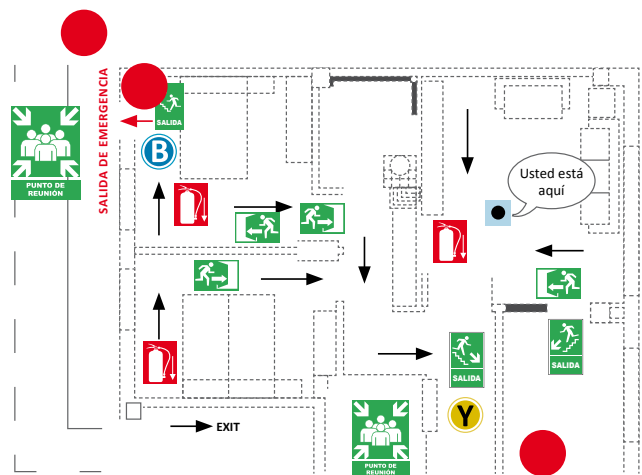 SALIDA DE EMERGENCIA
SALIDA
B
PUNTO DE
REUNIÓN
Usted está
aquí
SALIDA
SALIDA
Y
EXIT
PUNTO DE
REUNIÓN